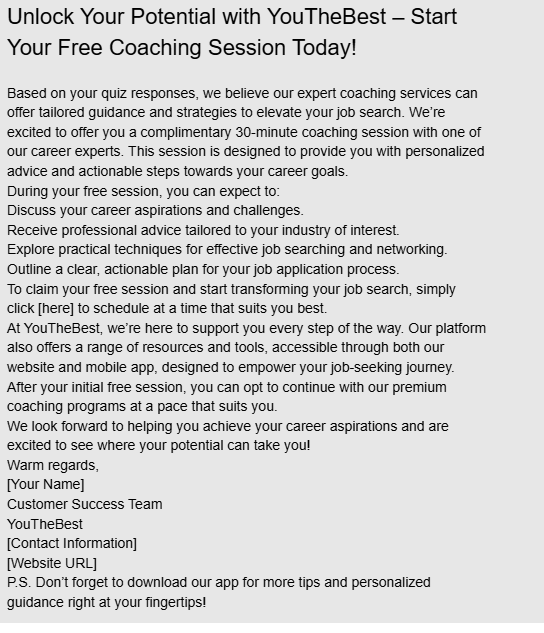 Unlock Your Potential with YouTheBest – Start
Your Free Coaching Session Today!
Based on your quiz responses, we believe our expert coaching services can
offer tailored guidance and strategies to elevate your job search. We’re
excited to offer you a complimentary 30-minute coaching session with one of
our career experts. This session is designed to provide you with personalized
advice and actionable steps towards your career goals.
During your free session, you can expect to:
Discuss your career aspirations and challenges.
Receive professional advice tailored to your industry of interest.
Explore practical techniques for effective job searching and networking.
Outline a clear, actionable plan for your job application process.
To claim your free session and start transforming your job search, simply
click [here] to schedule at a time that suits you best.
At YouTheBest, we’re here to support you every step of the way. Our platform
also offers a range of resources and tools, accessible through both our
website and mobile app, designed to empower your job-seeking journey.
After your initial free session, you can opt to continue with our premium
coaching programs at a pace that suits you.
We look forward to helping you achieve your career aspirations and are
excited to see where your potential can take you!
Warm regards,
[Your Name]
Customer Success Team
YouTheBest
[Contact Information]
[Website URL]
P.S. Don’t forget to download our app for more tips and personalized
guidance right at your fingertips!